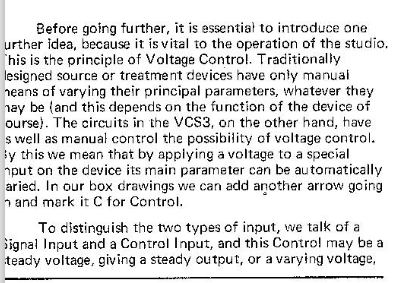 Before going further, it is essential to introduce one
urther idea, because it is vital to the operation of the studio.
his is the principle of Voltage Control. Traditionally
esigned source or treatment devices have only manual
neans of varying their principal parameters, whatever they
nay be (and this depends on the function of the device of
ourse). The circuits in the VCS3, on the other hand, have
s well as manual control the possibility of voltage control.
y this we mean that by applying a voltage to a special
nput on the device its main parameter can be automatically
aried. In our box drawings we can add another arrow going
n and mark it C for Control.
To distinguish the two types of input, we talk of a
ignal Input and a Control Input, and this Control may be a
teady voltage, giving a steady output, or a varying voltage,